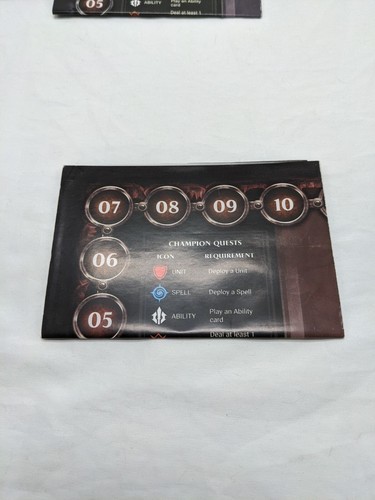 05
ABILITY
Play an Ability
card
Deal at least 1
07 08 09 10
CHAMPION QUESTS
ICON REQUIREMENT
06
UNIT Deploy a Unit
SPELL Deploy a Spell
05
ABILITY
Play an Ability
card
Deal at least 1